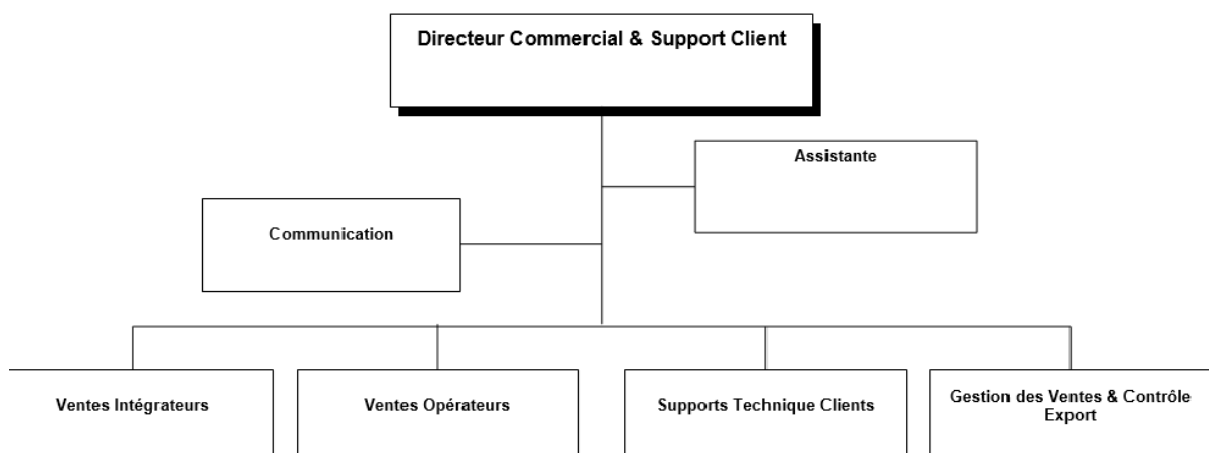 Directeur Commercial & Support Client
Assistante
Communication
Ventes Intégrateurs
Ventes Opérateurs
Supports Technique Clients
Gestion des Ventes & Contrôle
Export